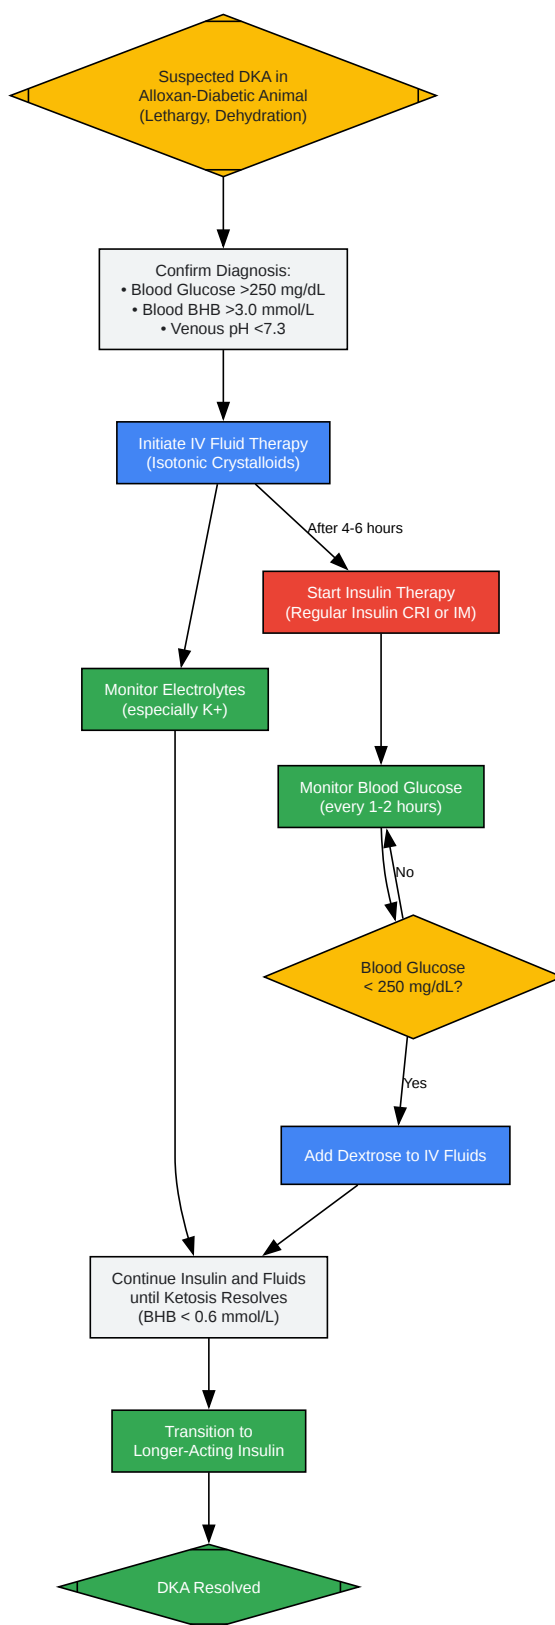 Suspected DKA in
Alloxan-Diabetic Animal
(Lethargy, Dehydration)
Confirm Diagnosis:
• Blood Glucose >250 mg/dL
• Blood BHB >3.0 mmol/L
• Venous pH <7.3
Initiate IV Fluid Therapy
(Isotonic Crystalloids)
After 4-6 hours
Start Insulin Therapy
(Regular Insulin CRI or IM)
Monitor Electrolytes
(especially K+)
Monitor Blood Glucose
(every 1-2 hours)
No
Blood Glucose
< 250 mg/dL?
Yes
Add Dextrose to IV Fluids
Continue Insulin and Fluids
until Ketosis Resolves
(BHB < 0.6 mmol/L)
Transition to
Longer-Acting Insulin
DKA Resolved